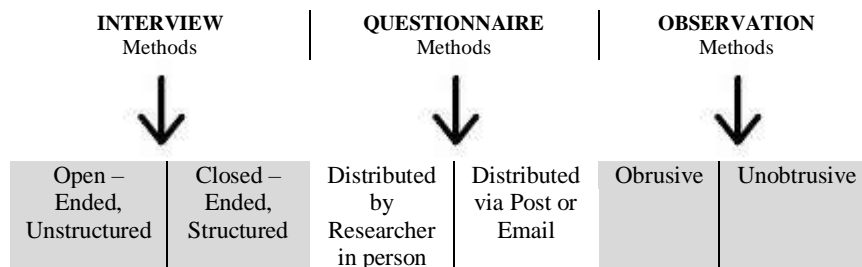 INTERVIEW
Methods
QUESTIONNAIRE
Methods
OBSERVATION
Methods
Open –
Ended,
Unstructured
Closed –
Ended,
Structured
Distributed
by
Researcher
in person
Distributed
via Post or
Email
Obrusive
Unobtrusive